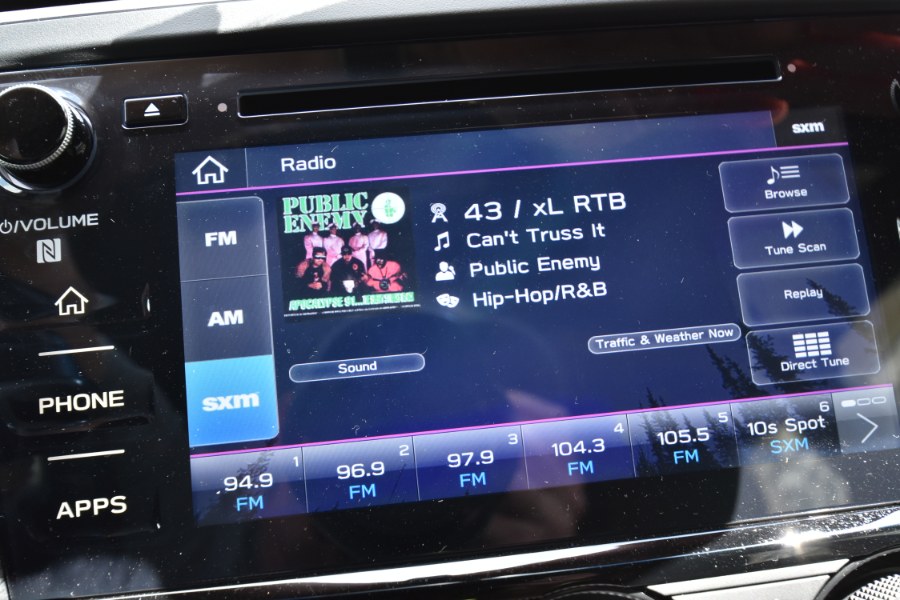 sxm
Radio
⏻/VOLUME
N
PHONE
APPS
FM
AM
sxm
PUBLIC
ENEMY
APOCALYPSE 91...
43 / xL RTB
Can't Truss It
Public Enemy
Hip-Hop/R&B
Sound
Traffic & Weather Now
Browse
Tune Scan
Replay
Direct Tune
1
94.9
FM
2
96.9
FM
3
97.9
FM
4
104.3
FM
5
105.5
FM
6
10s Spot
SXM